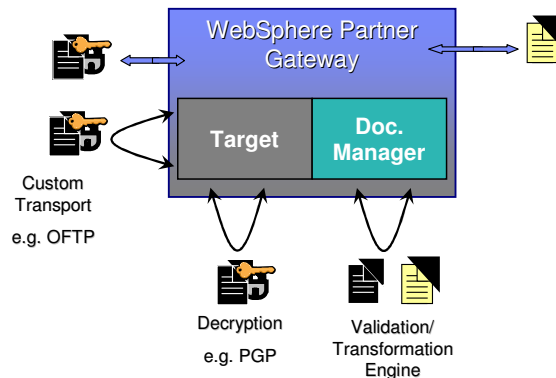 WebSphere Partner
Gateway
Target
Doc.
Manager
Custom
Transport
e.g. OFTP
Decryption
e.g. PGP
Validation/
Transformation
Engine